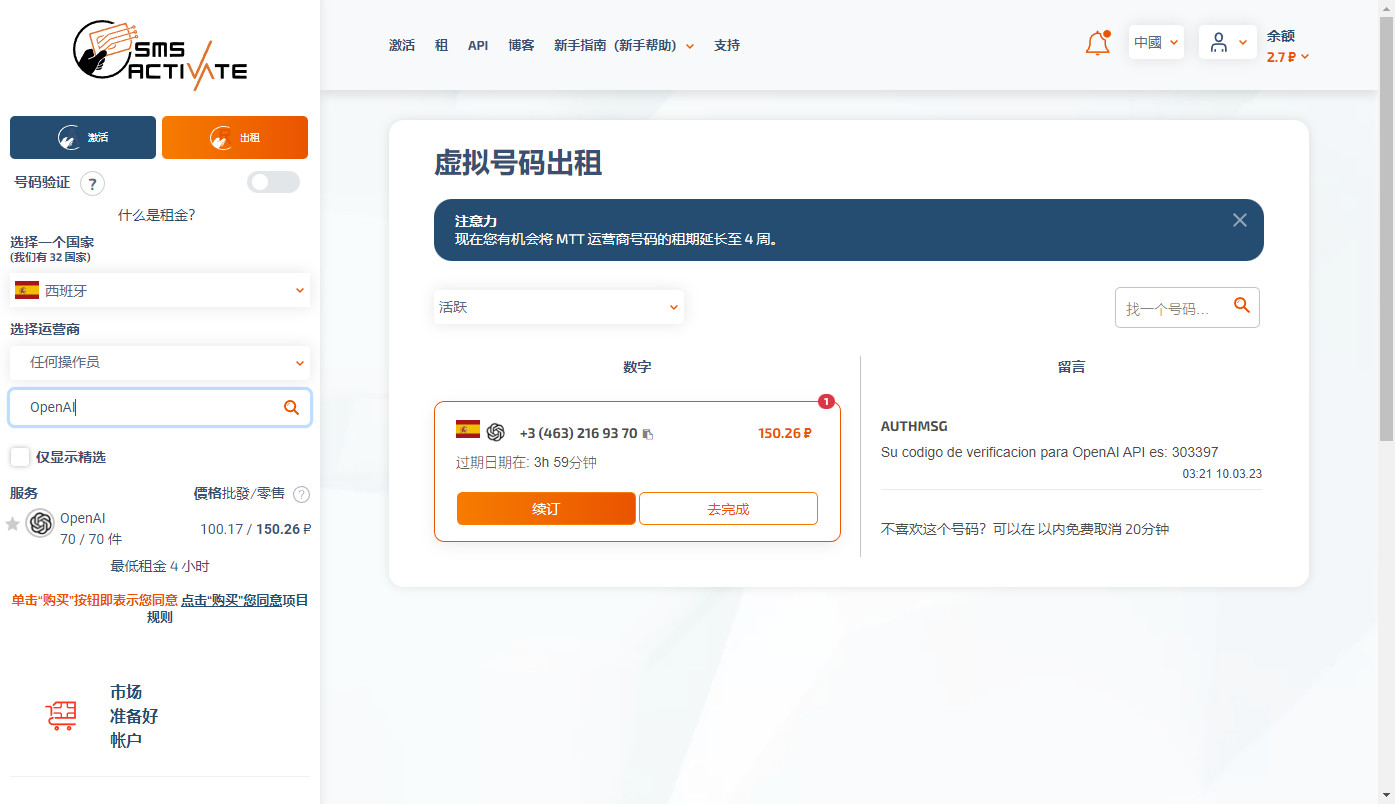 SMS
ACTIVATE
激活
租
API
博客
新手指南（新手帮助）
支持
中國
余额
2.7 ₽
激活
出租
号码验证
?
什么是租金?
选择一个国家
(我们有 32 国家)
西班牙
选择运营商
任何操作员
OpenAI
仅显示精选
服务
價格批發/零售 ?
OpenAI
100.17 / 150.26 ₽
70 / 70 件
最低租金 4 小时
单击“购买”按钮即表示您同意 点击“购买”您同意项目
规则
市场
准备好
帐户
虚拟号码出租
注意力
现在您有机会将 MTT 运营商号码的租期延长至 4 周。
活跃
找一个号码...
数字
留言
1
+3 (463) 216 93 70
150.26 ₽
过期日期在: 3h 59分钟
续订
去完成
AUTHMSG
Su codigo de verificacion para OpenAI API es: 303397
03:21 10.03.23
不喜欢这个号码？可以在 以内免费取消 20分钟